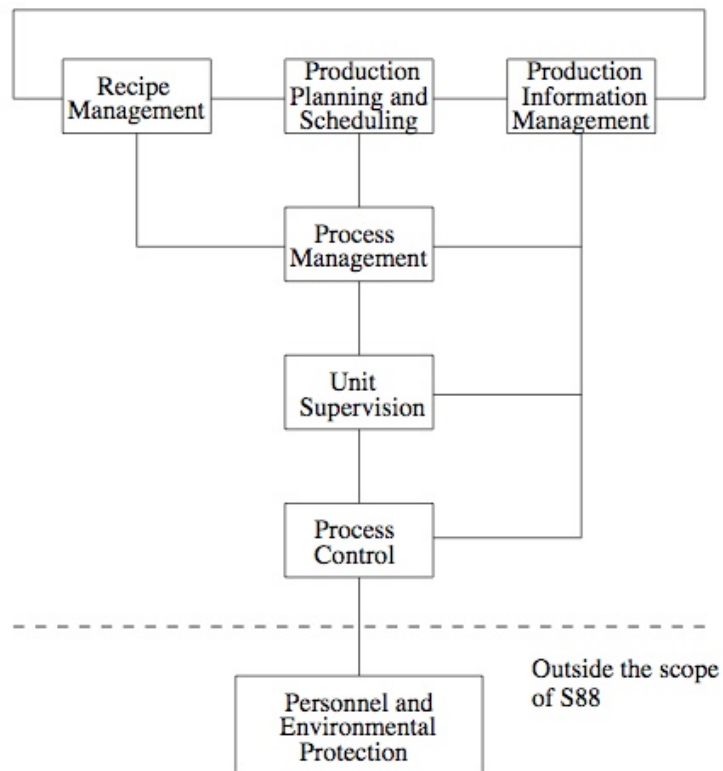 Recipe
Management
Production
Planning and
Scheduling
Production
Information
Management
Process
Management
Unit
Supervision
Process
Control
Outside the scope
of S88
Personnel and
Environmental
Protection